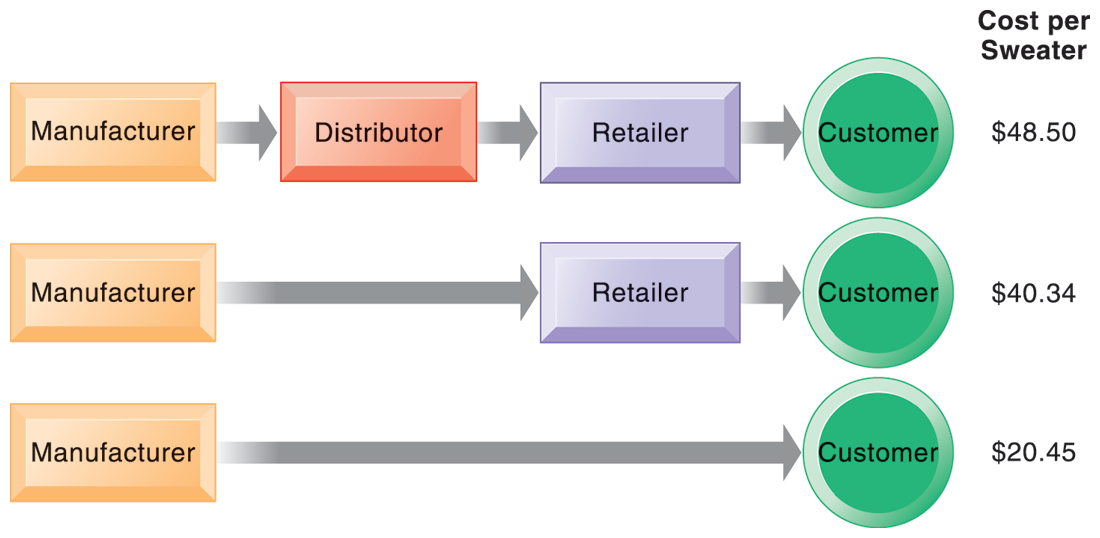 Cost per
Sweater
Manufacturer Distributor Retailer Customer $48.50
Manufacturer Retailer Customer $40.34
Manufacturer Customer $20.45